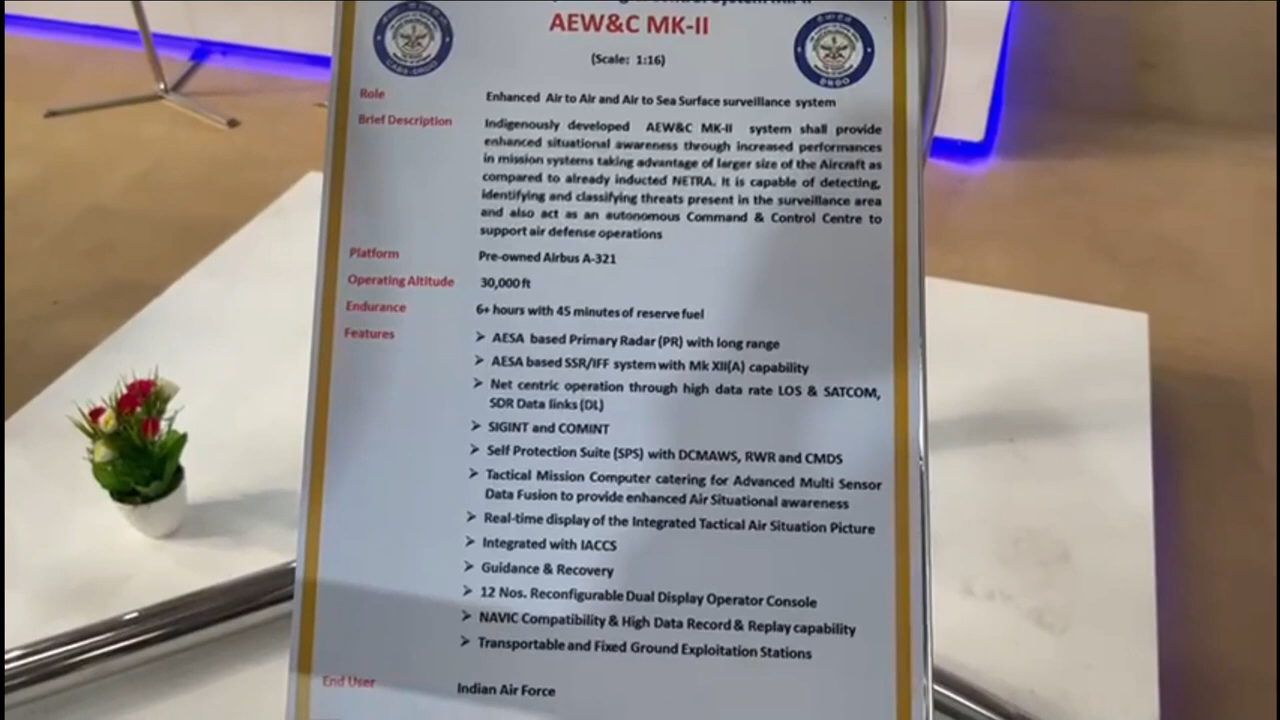 AEW&C MK-II
(Scale: 1:16)
CABS-DRDO
DRDO
Role Enhanced Air to Air and Air to Sea Surface surveillance system
Brief Description Indigenously developed AEW&C MK-II system shall provide
enhanced situational awareness through increased performances
in mission systems taking advantage of larger size of the Aircraft as
compared to already inducted NETRA. It is capable of detecting,
identifying and classifying threats present in the surveillance area
and also act as an autonomous Command & Control Centre to
support air defense operations
Platform Pre-owned Airbus A-321
Operating Altitude 30,000 ft
Endurance 6+ hours with 45 minutes of reserve fuel
Features ➢ AESA based Primary Radar (PR) with long range
➢ AESA based SSR/IFF system with Mk XII(A) capability
➢ Net centric operation through high data rate LOS & SATCOM,
SDR Data links (DL)
➢ SIGINT and COMINT
➢ Self Protection Suite (SPS) with DCMAWS, RWR and CMDS
➢ Tactical Mission Computer catering for Advanced Multi Sensor
Data Fusion to provide enhanced Air Situational awareness
➢ Real-time display of the Integrated Tactical Air Situation Picture
➢ Integrated with IACCS
➢ Guidance & Recovery
➢ 12 Nos. Reconfigurable Dual Display Operator Console
➢ NAVIC Compatibility & High Data Record & Replay capability
➢ Transportable and Fixed Ground Exploitation Stations
End User Indian Air Force